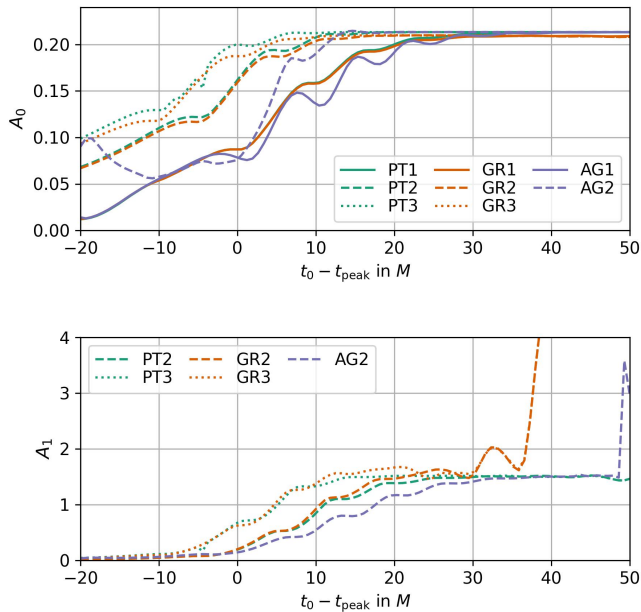 A₀
0.20
0.15
0.10
0.05
0.00
PT1 GR1 AG1
PT2 GR2 AG2
PT3 GR3
−20 −10 0 10 20 30 40 50
t₀ − t_peak in M
A₁
4
3
2
1
0
PT2 GR2 AG2
PT3 GR3
−20 −10 0 10 20 30 40 50
t₀ − t_peak in M